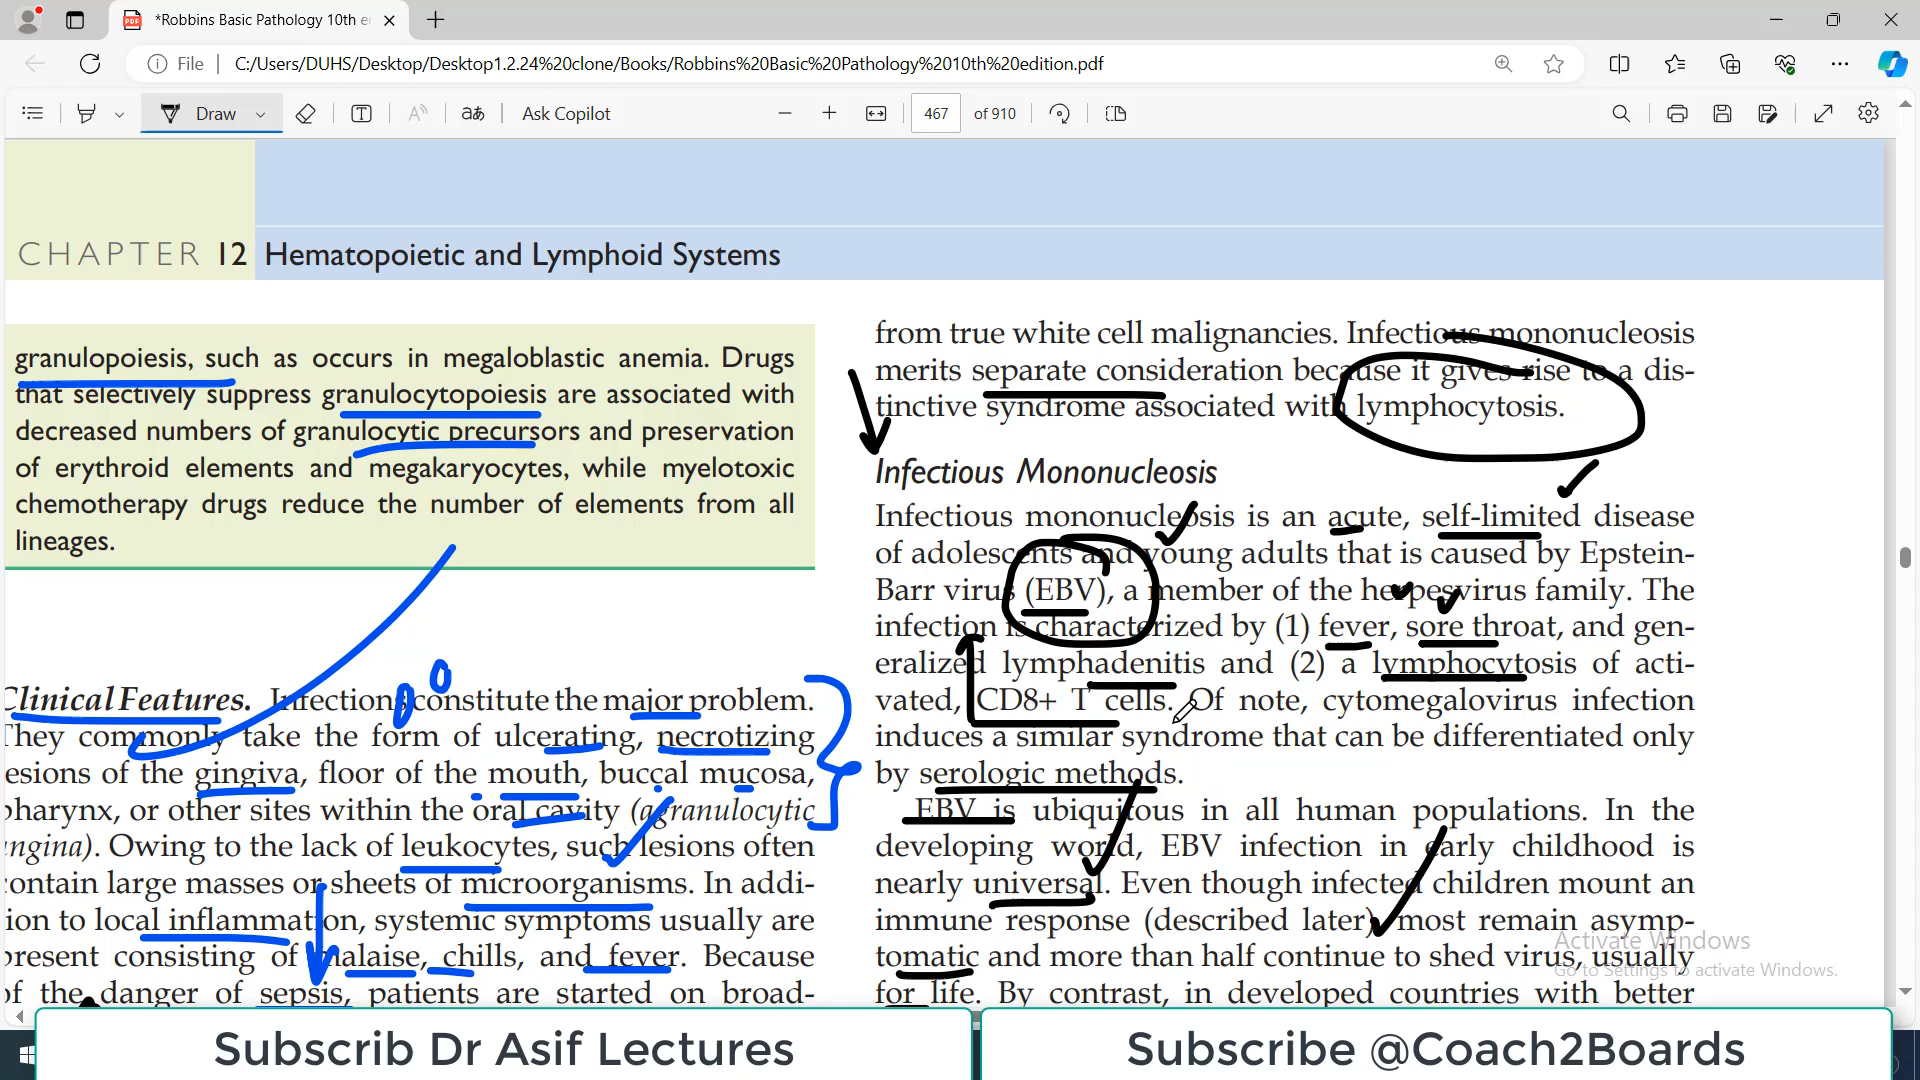 *Robbins Basic Pathology 10th e
File
C:/Users/DUHS/Desktop/Desktop1.2.24%20clone/Books/Robbins%20Basic%20Pathology%2010th%20edition.pdf
Draw
Ask Copilot
467 of 910
CHAPTER 12 Hematopoietic and Lymphoid Systems
granulopoiesis, such as occurs in megaloblastic anemia. Drugs
that selectively suppress granulocytopoiesis are associated with
decreased numbers of granulocytic precursors and preservation
of erythroid elements and megakaryocytes, while myelotoxic
chemotherapy drugs reduce the number of elements from all
lineages.
Clinical Features. Infections constitute the major problem.
They commonly take the form of ulcerating, necrotizing
esions of the gingiva, floor of the mouth, buccal mucosa,
pharynx, or other sites within the oral cavity (agranulocytic
ngina). Owing to the lack of leukocytes, such lesions often
contain large masses or sheets of microorganisms. In addi-
ion to local inflammation, systemic symptoms usually are
present consisting of malaise, chills, and fever. Because
of the danger of sepsis, patients are started on broad-
from true white cell malignancies. Infectious mononucleosis
merits separate consideration because it gives rise to a dis-
tinctive syndrome associated with lymphocytosis.
Infectious Mononucleosis
Infectious mononucleosis is an acute, self-limited disease
of adolescents and young adults that is caused by Epstein-
Barr virus (EBV), a member of the herpesvirus family. The
infection is characterized by (1) fever, sore throat, and gen-
eralized lymphadenitis and (2) a lymphocytosis of acti-
vated, CD8+ T cells. Of note, cytomegalovirus infection
induces a similar syndrome that can be differentiated only
by serologic methods.
EBV is ubiquitous in all human populations. In the
developing world, EBV infection in early childhood is
nearly universal. Even though infected children mount an
immune response (described later), most remain asymp-
tomatic and more than half continue to shed virus, usually
for life. By contrast, in developed countries with better
Activate Windows
Go to Settings to activate Windows.
Subscrib Dr Asif Lectures
Subscribe @Coach2Boards